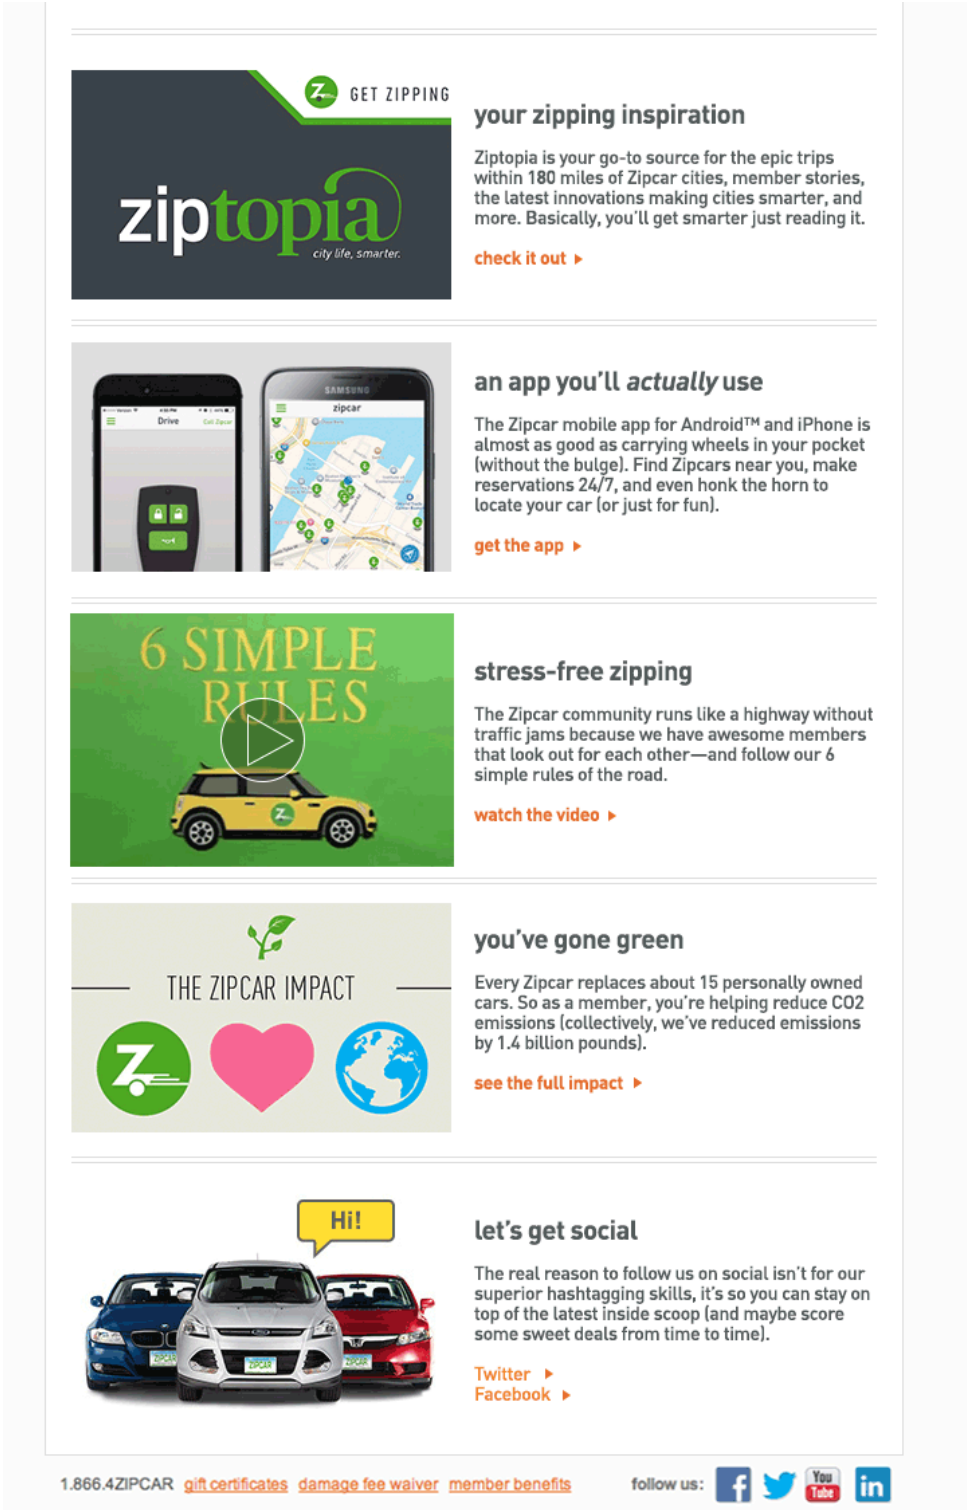 GET ZIPPING
ziptopia
city life, smarter.
your zipping inspiration
Ziptopia is your go-to source for the epic trips
within 180 miles of Zipcar cities, member stories,
the latest innovations making cities smarter, and
more. Basically, you'll get smarter just reading it.
check it out
Drive
Call Zipcar
SAMSUNG
zipcar
an app you'll actually use
The Zipcar mobile app for Android™ and iPhone is
almost as good as carrying wheels in your pocket
(without the bulge). Find Zipcars near you, make
reservations 24/7, and even honk the horn to
locate your car (or just for fun).
get the app
6 SIMPLE
RULES
Z
stress-free zipping
The Zipcar community runs like a highway without
traffic jams because we have awesome members
that look out for each other—and follow our 6
simple rules of the road.
watch the video
THE ZIPCAR IMPACT
Z
you've gone green
Every Zipcar replaces about 15 personally owned
cars. So as a member, you're helping reduce CO2
emissions (collectively, we've reduced emissions
by 1.4 billion pounds).
see the full impact
Hi!
ZIPCAR
ZIPCAR
ZIPCAR
let's get social
The real reason to follow us on social isn't for our
superior hashtagging skills, it's so you can stay on
top of the latest inside scoop (and maybe score
some sweet deals from time to time).
Twitter
Facebook
1.866.4ZIPCAR gift certificates damage fee waiver member benefits follow us: f You Tube in